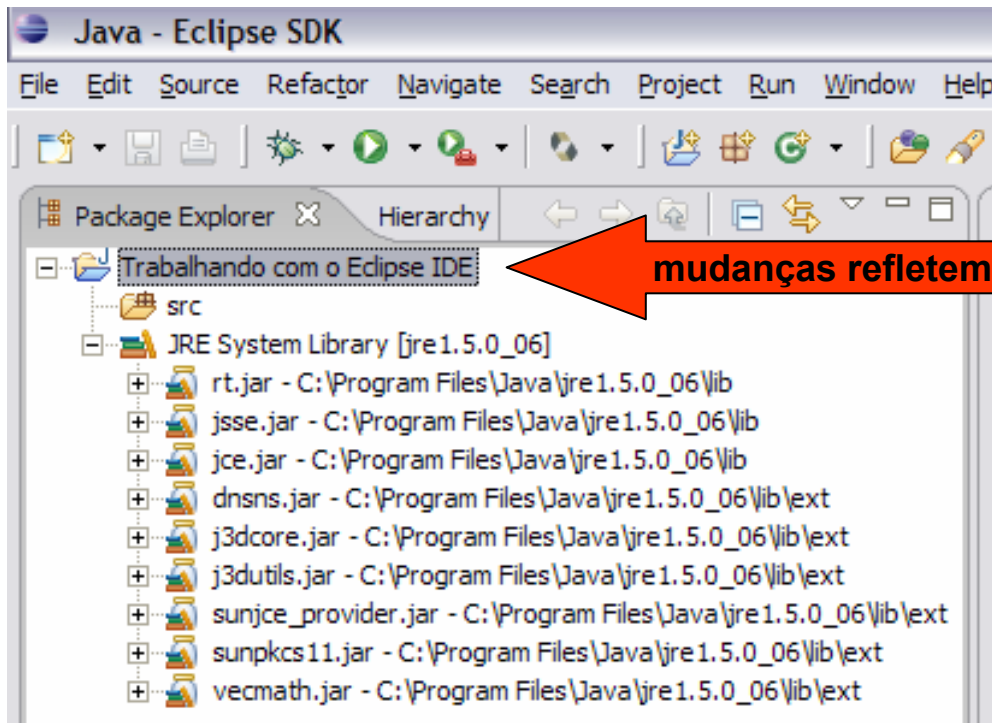 Java - Eclipse SDK
File Edit Source Refactor Navigate Search Project Run Window Help
Package Explorer Hierarchy
Trabalhando com o Eclipse IDE
mudanças refletem
src
JRE System Library [jre1.5.0_06]
rt.jar - C:\Program Files\Java\jre1.5.0_06\lib
jsse.jar - C:\Program Files\Java\jre1.5.0_06\lib
jce.jar - C:\Program Files\Java\jre1.5.0_06\lib
dnsns.jar - C:\Program Files\Java\jre1.5.0_06\lib\ext
j3dcore.jar - C:\Program Files\Java\jre1.5.0_06\lib\ext
j3dutils.jar - C:\Program Files\Java\jre1.5.0_06\lib\ext
sunjce_provider.jar - C:\Program Files\Java\jre1.5.0_06\lib\ext
sunpkcs11.jar - C:\Program Files\Java\jre1.5.0_06\lib\ext
vecmath.jar - C:\Program Files\Java\jre1.5.0_06\lib\ext